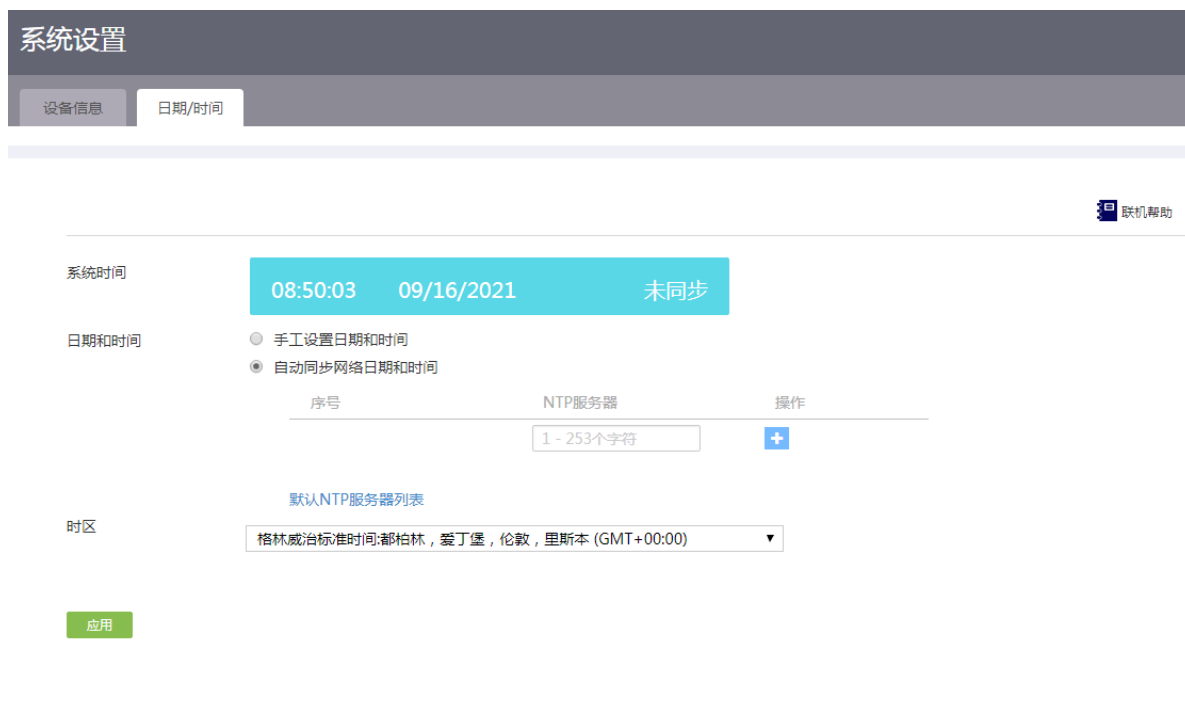 系统设置
设备信息 日期/时间
联机帮助
系统时间 08:50:03 09/16/2021 未同步
日期和时间 手工设置日期和时间
自动同步网络日期和时间
序号 NTP服务器 操作
1 - 253个字符
默认NTP服务器列表
时区 格林威治标准时间:都柏林，爱丁堡，伦敦，里斯本 (GMT+00:00)
应用